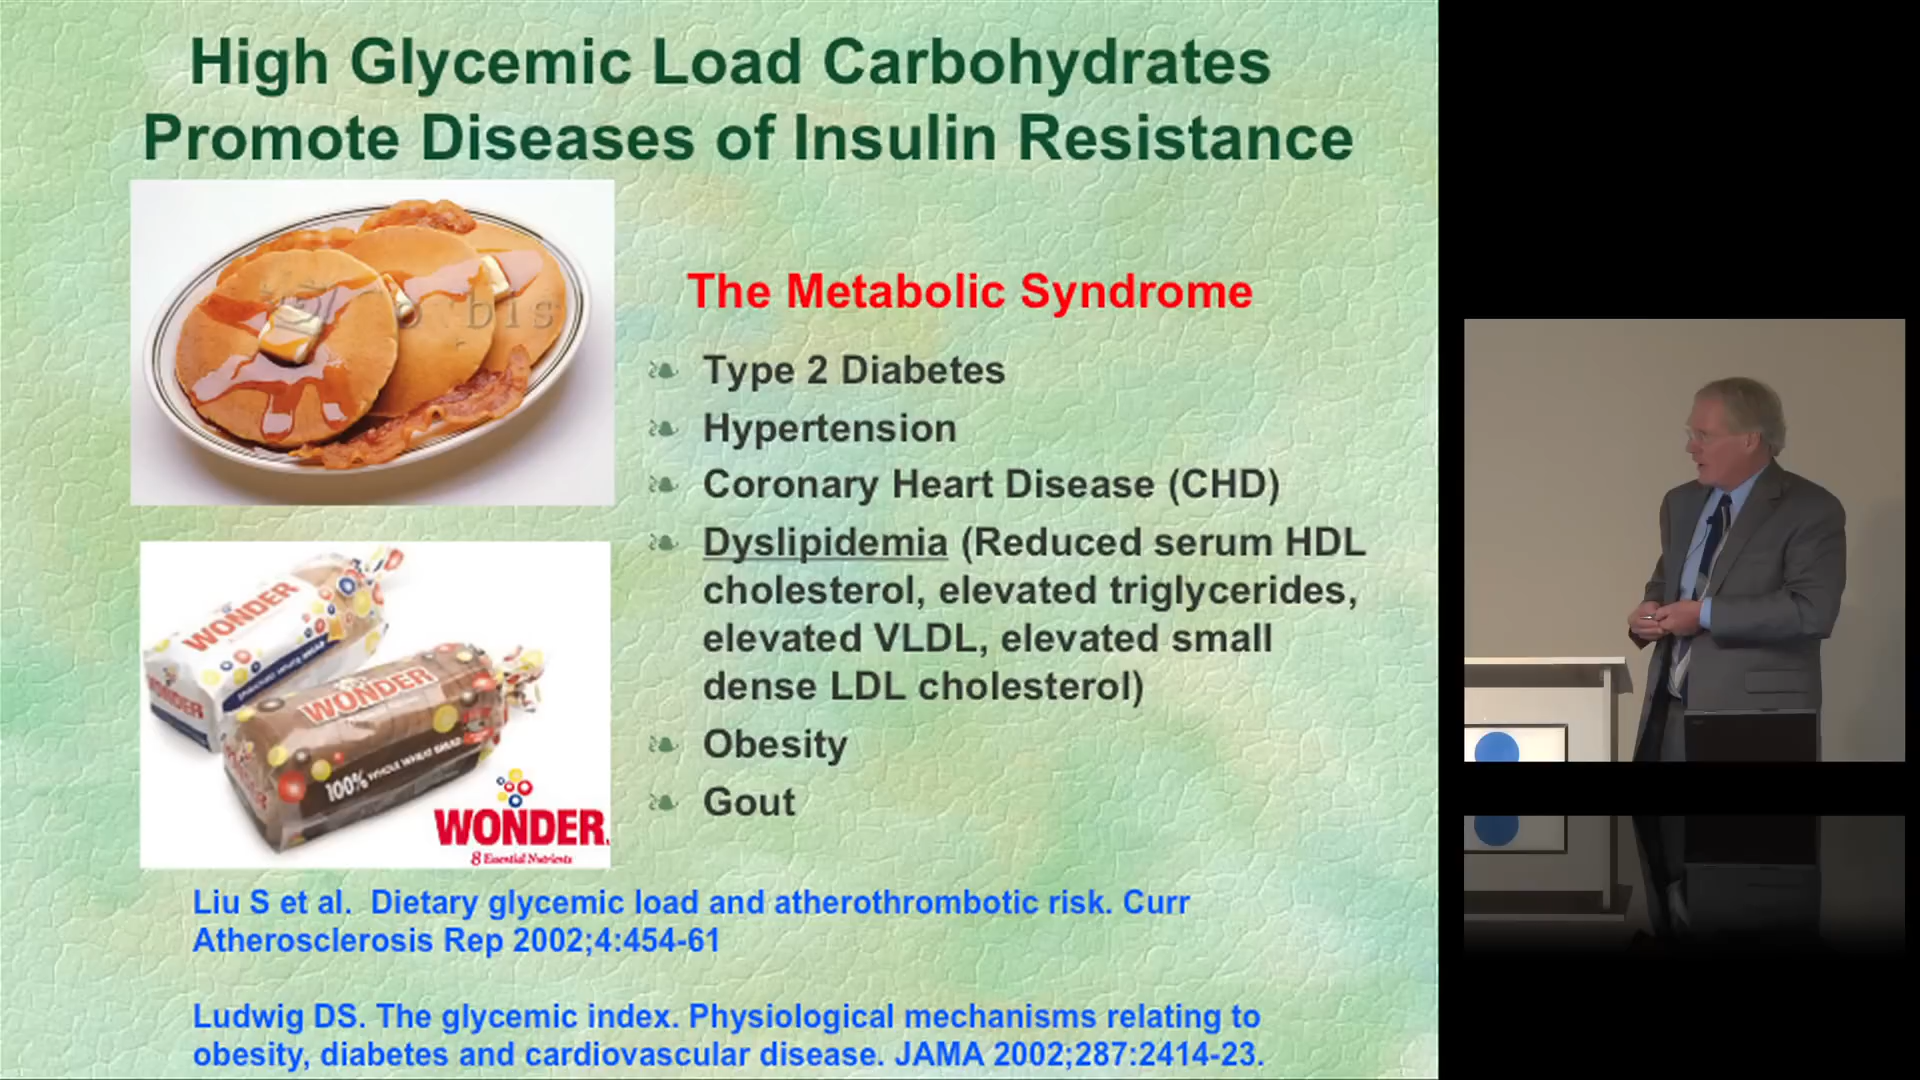 High Glycemic Load Carbohydrates
Promote Diseases of Insulin Resistance
The Metabolic Syndrome
Type 2 Diabetes
Hypertension
Coronary Heart Disease (CHD)
Dyslipidemia (Reduced serum HDL
cholesterol, elevated triglycerides,
elevated VLDL, elevated small
dense LDL cholesterol)
Obesity
Gout
WONDER
WONDER
WONDER
100% WHOLE WHEAT BREAD
WONDER
8 Essential Nutrients
Liu S et al. Dietary glycemic load and atherothrombotic risk. Curr
Atherosclerosis Rep 2002;4:454-61
Ludwig DS. The glycemic index. Physiological mechanisms relating to
obesity, diabetes and cardiovascular disease. JAMA 2002;287:2414-23.